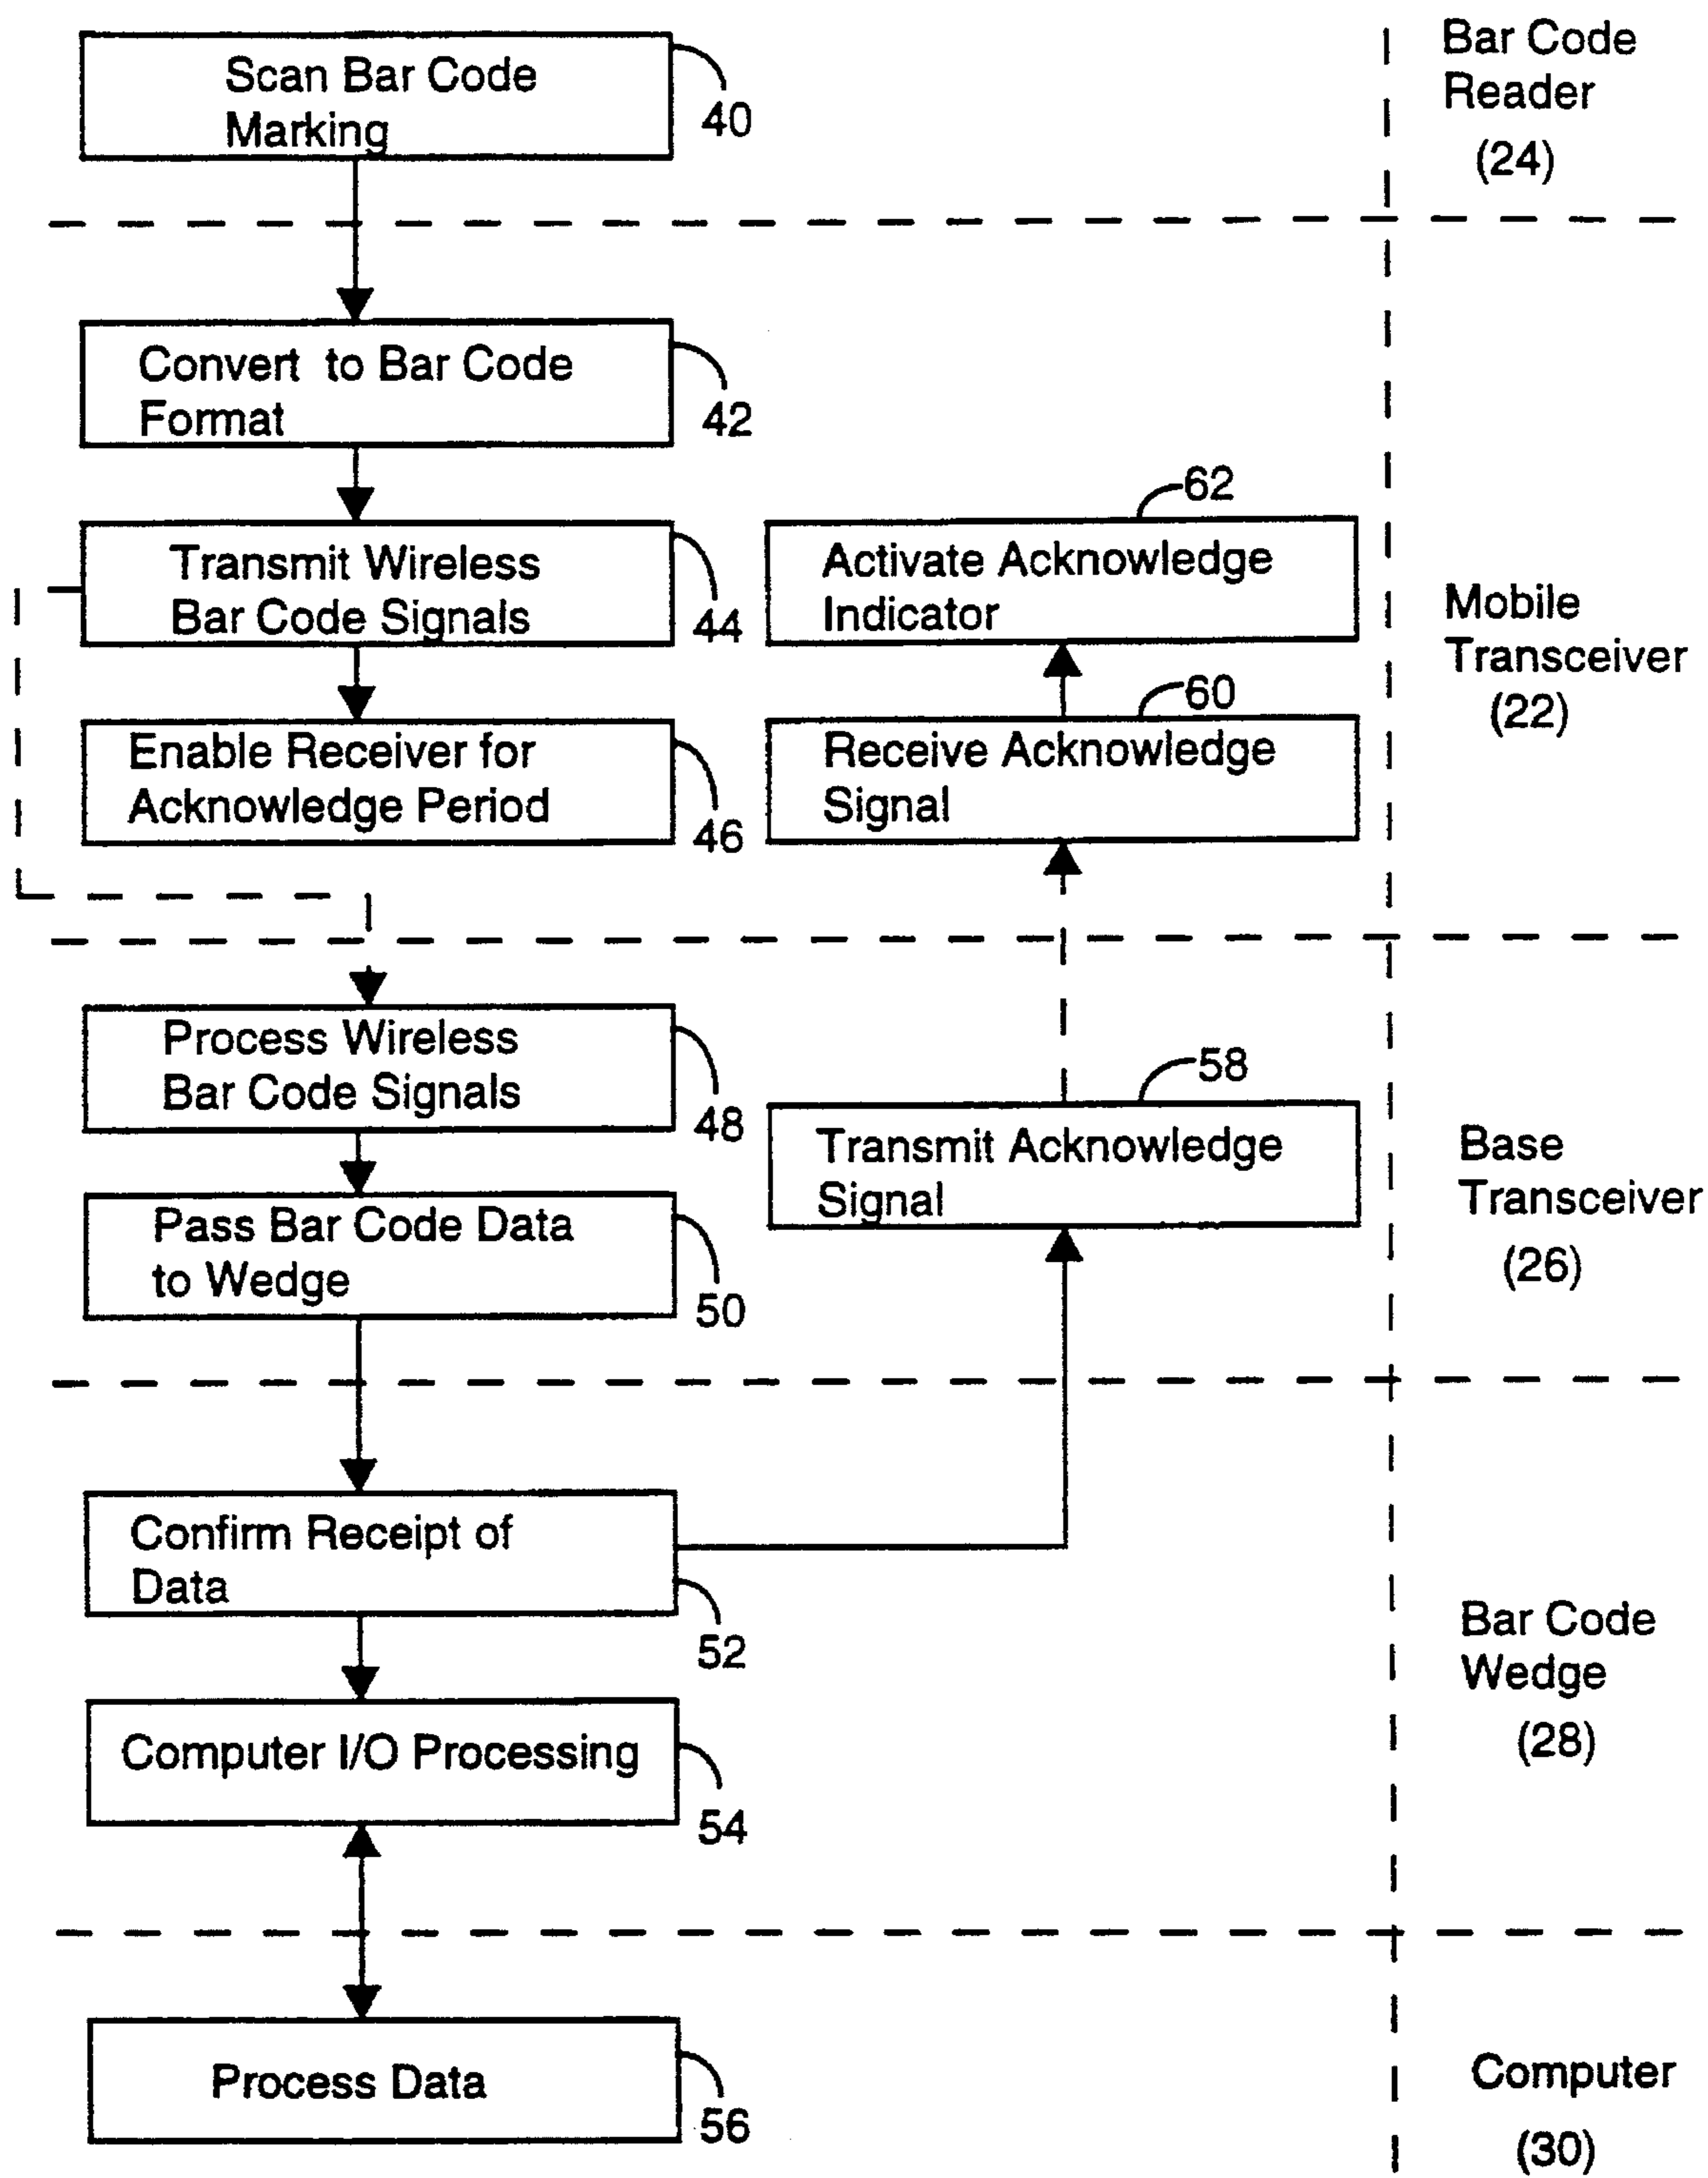 Scan Bar Code
Marking
40
Bar Code
Reader
(24)
Convert to Bar Code
Format
42
Transmit Wireless
Bar Code Signals
44
Enable Receiver for
Acknowledge Period
46
62
Activate Acknowledge
Indicator
60
Receive Acknowledge
Signal
Mobile
Transceiver
(22)
Process Wireless
Bar Code Signals
48
Pass Bar Code Data
to Wedge
50
58
Transmit Acknowledge
Signal
Base
Transceiver
(26)
Confirm Receipt of
Data
52
Computer I/O Processing
54
Bar Code
Wedge
(28)
Process Data
56
Computer
(30)